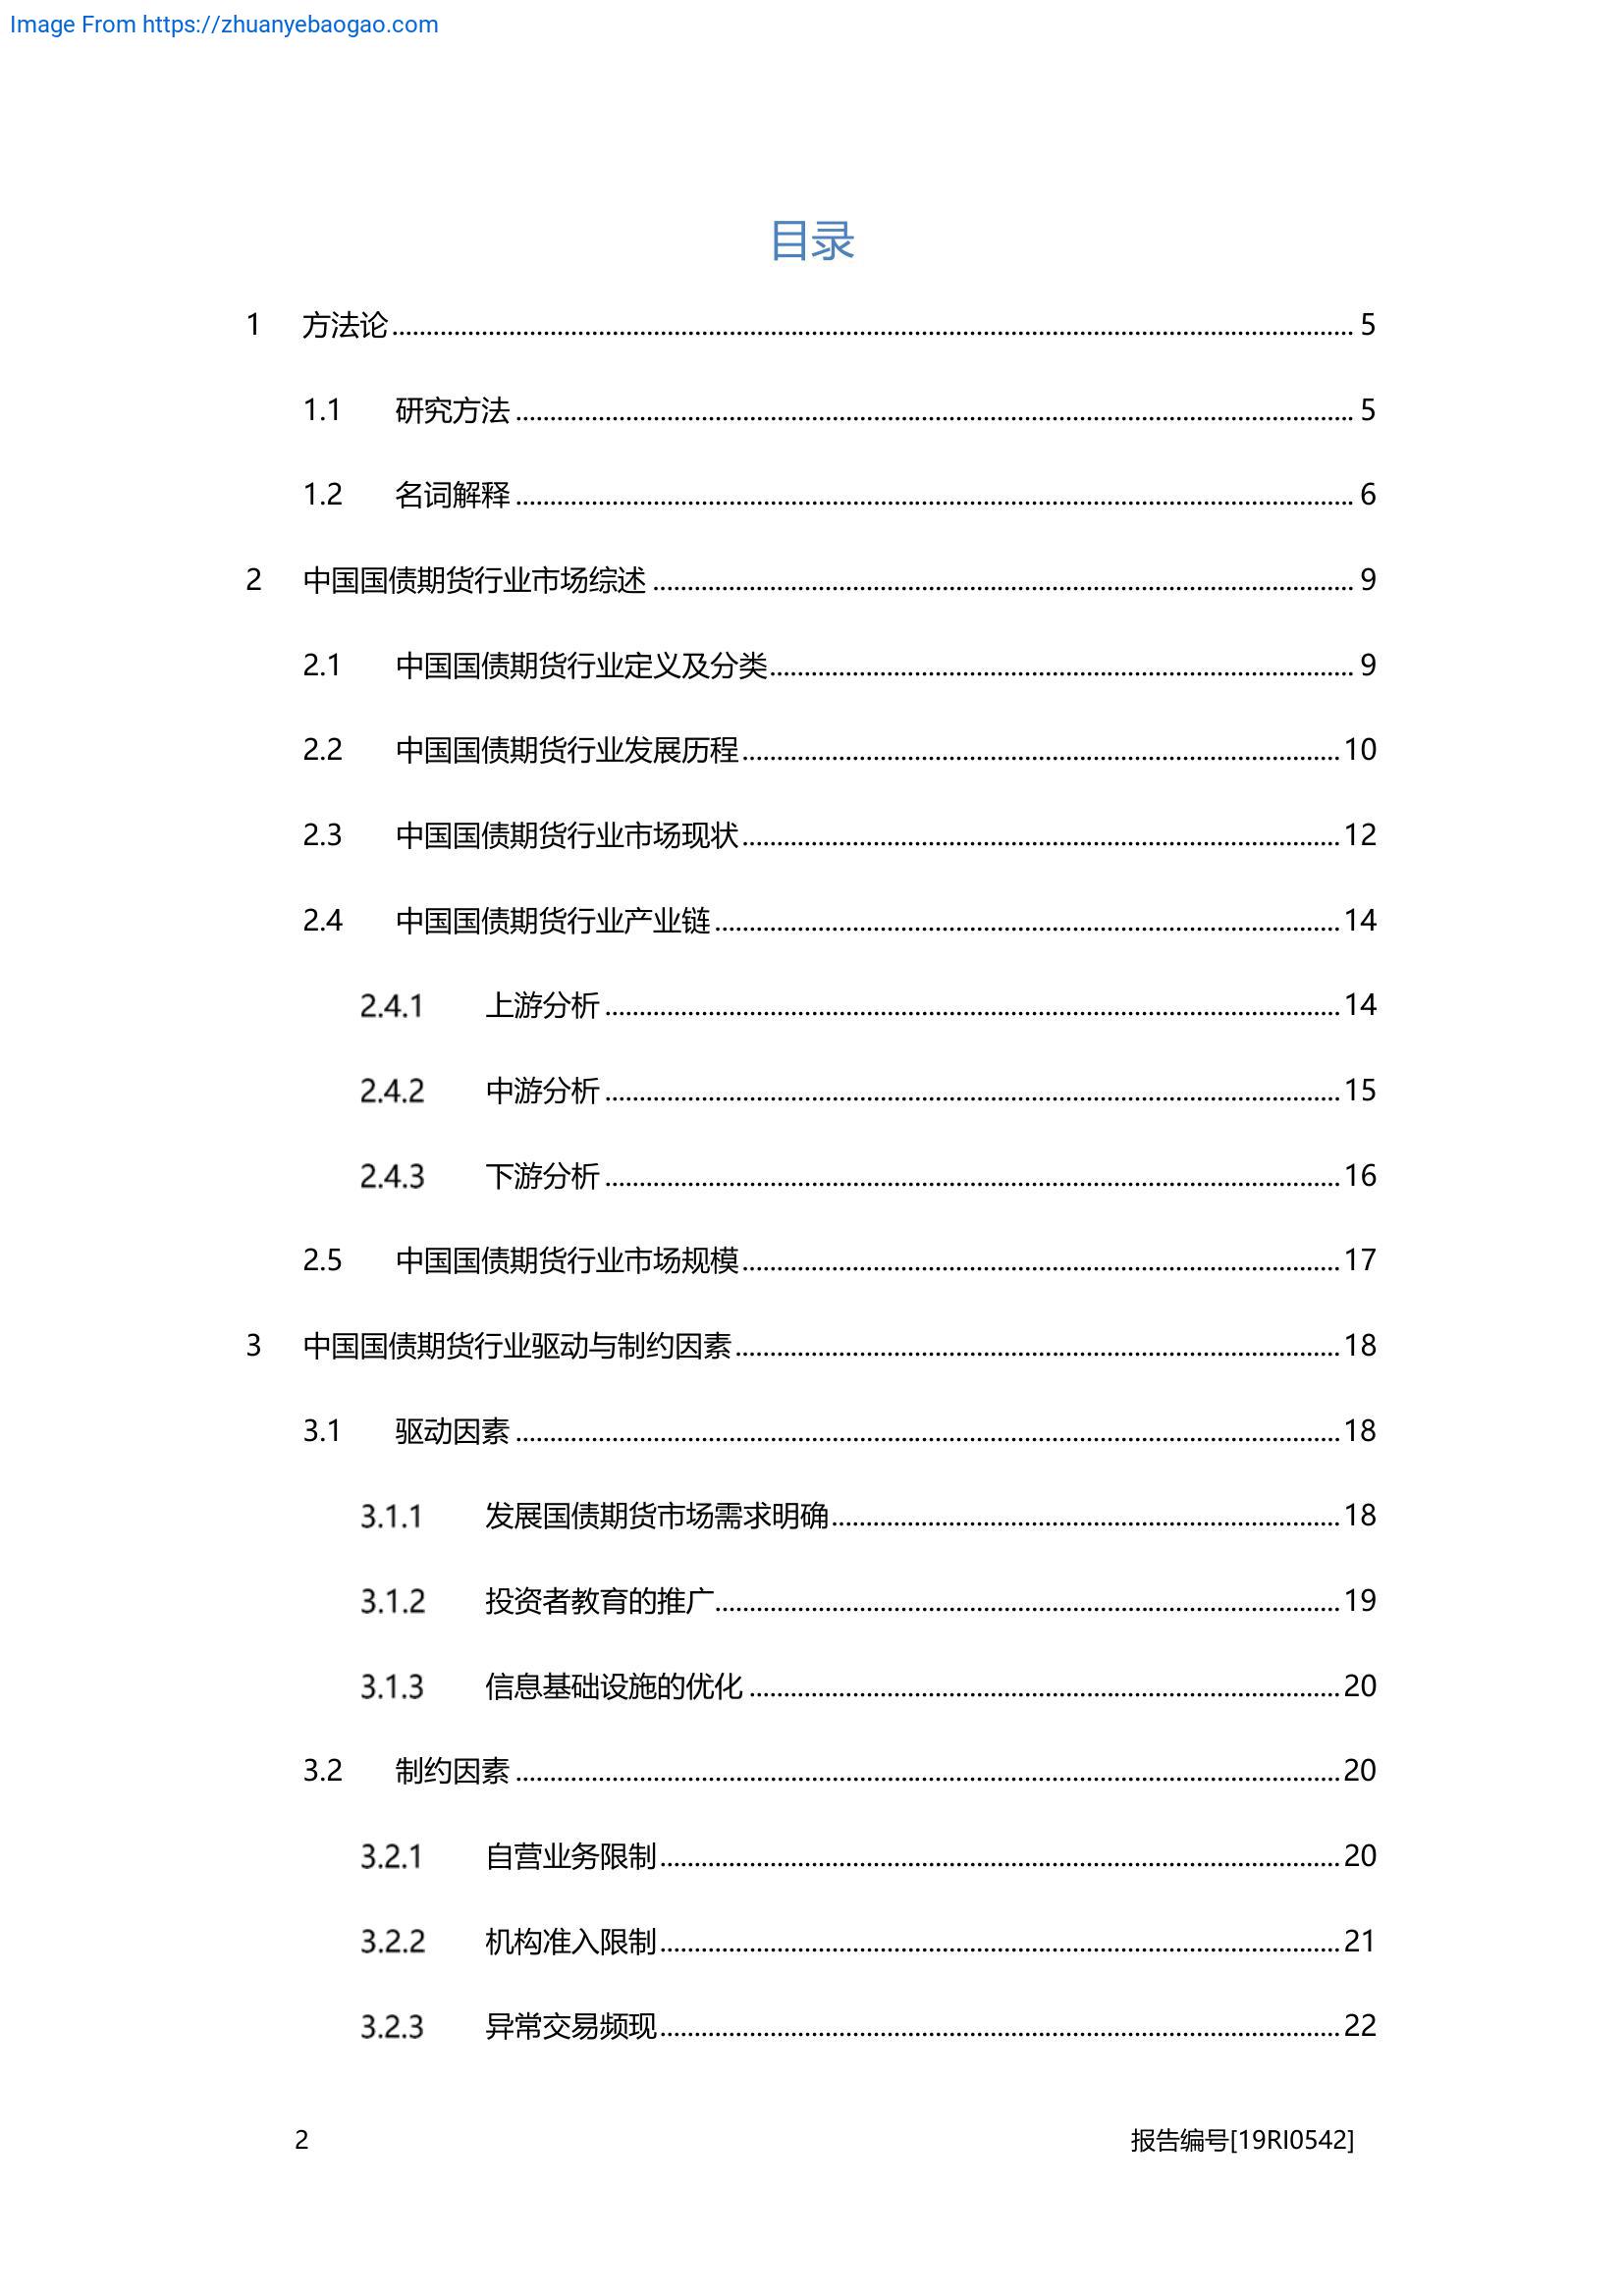 Image From https://zhuanyebaogao.com
目录
1 方法论 5
1.1 研究方法 5
1.2 名词解释 6
2 中国国债期货行业市场综述 9
2.1 中国国债期货行业定义及分类 9
2.2 中国国债期货行业发展历程 10
2.3 中国国债期货行业市场现状 12
2.4 中国国债期货行业产业链 14
2.4.1 上游分析 14
2.4.2 中游分析 15
2.4.3 下游分析 16
2.5 中国国债期货行业市场规模 17
3 中国国债期货行业驱动与制约因素 18
3.1 驱动因素 18
3.1.1 发展国债期货市场需求明确 18
3.1.2 投资者教育的推广 19
3.1.3 信息基础设施的优化 20
3.2 制约因素 20
3.2.1 自营业务限制 20
3.2.2 机构准入限制 21
3.2.3 异常交易频现 22
2 报告编号[19RI0542]